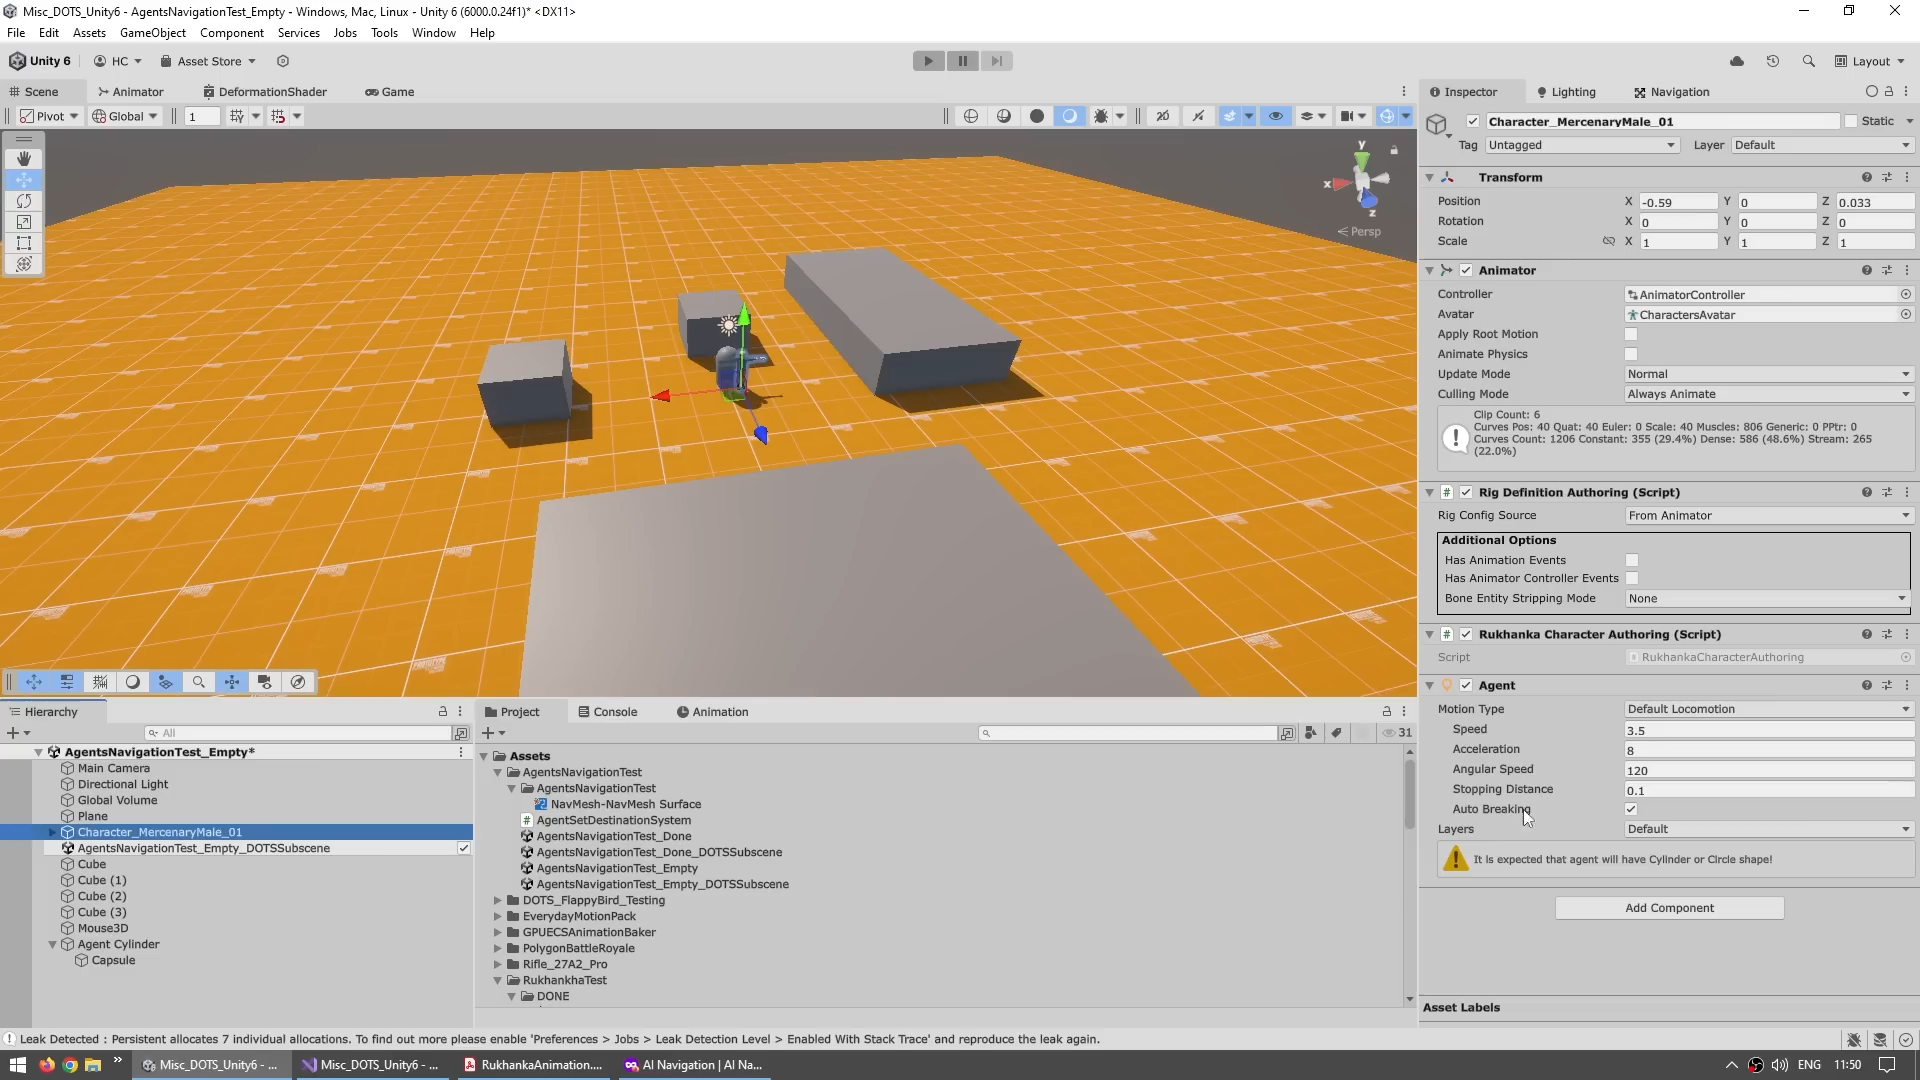 Misc_DOTS_Unity6 - AgentsNavigationTest_Empty - Windows, Mac, Linux - Unity 6 (6000.0.24f1)* <DX11>
File Edit Assets GameObject Component Services Jobs Tools Window Help
Unity 6 HC Asset Store Layout
Scene Animator DeformationShader Game
Pivot Global 1 2D
y
x
z
Persp
Inspector Lighting Navigation
Character_MercenaryMale_01 Static
Tag Untagged Layer Default
Transform
Position X -0.59 Y 0 Z 0.033
Rotation X 0 Y 0 Z 0
Scale X 1 Y 1 Z 1
Animator
Controller AnimatorController
Avatar CharactersAvatar
Apply Root Motion
Animate Physics
Update Mode Normal
Culling Mode Always Animate
Clip Count: 6
Curves Pos: 40 Quat: 40 Euler: 0 Scale: 40 Muscles: 806 Generic: 0 PPtr: 0
Curves Count: 1206 Constant: 355 (29.4%) Dense: 586 (48.6%) Stream: 265
(22.0%)
Rig Definition Authoring (Script)
Rig Config Source From Animator
Additional Options
Has Animation Events
Has Animator Controller Events
Bone Entity Stripping Mode None
Rukhanka Character Authoring (Script)
Script RukhankaCharacterAuthoring
Agent
Motion Type Default Locomotion
Speed 3.5
Acceleration 8
Angular Speed 120
Stopping Distance 0.1
Auto Breaking
Layers Default
It is expected that agent will have Cylinder or Circle shape!
Add Component
Asset Labels
Hierarchy
All
AgentsNavigationTest_Empty*
Main Camera
Directional Light
Global Volume
Plane
Character_MercenaryMale_01
AgentsNavigationTest_Empty_DOTSSubscene
Cube
Cube (1)
Cube (2)
Cube (3)
Mouse3D
Agent Cylinder
Capsule
Project Console Animation
31
Assets
AgentsNavigationTest
AgentsNavigationTest
NavMesh-NavMesh Surface
AgentSetDestinationSystem
AgentsNavigationTest_Done
AgentsNavigationTest_Done_DOTSSubscene
AgentsNavigationTest_Empty
AgentsNavigationTest_Empty_DOTSSubscene
DOTS_FlappyBird_Testing
EverydayMotionPack
GPUECSAnimationBaker
PolygonBattleRoyale
Rifle_27A2_Pro
RukhankhaTest
DONE
Leak Detected : Persistent allocates 7 individual allocations. To find out more please enable 'Preferences > Jobs > Leak Detection Level > Enabled With Stack Trace' and reproduce the leak again.
Misc_DOTS_Unity6 - ... Misc_DOTS_Unity6 - ... RukhankaAnimation.... AI Navigation | AI Na... ENG 11:50